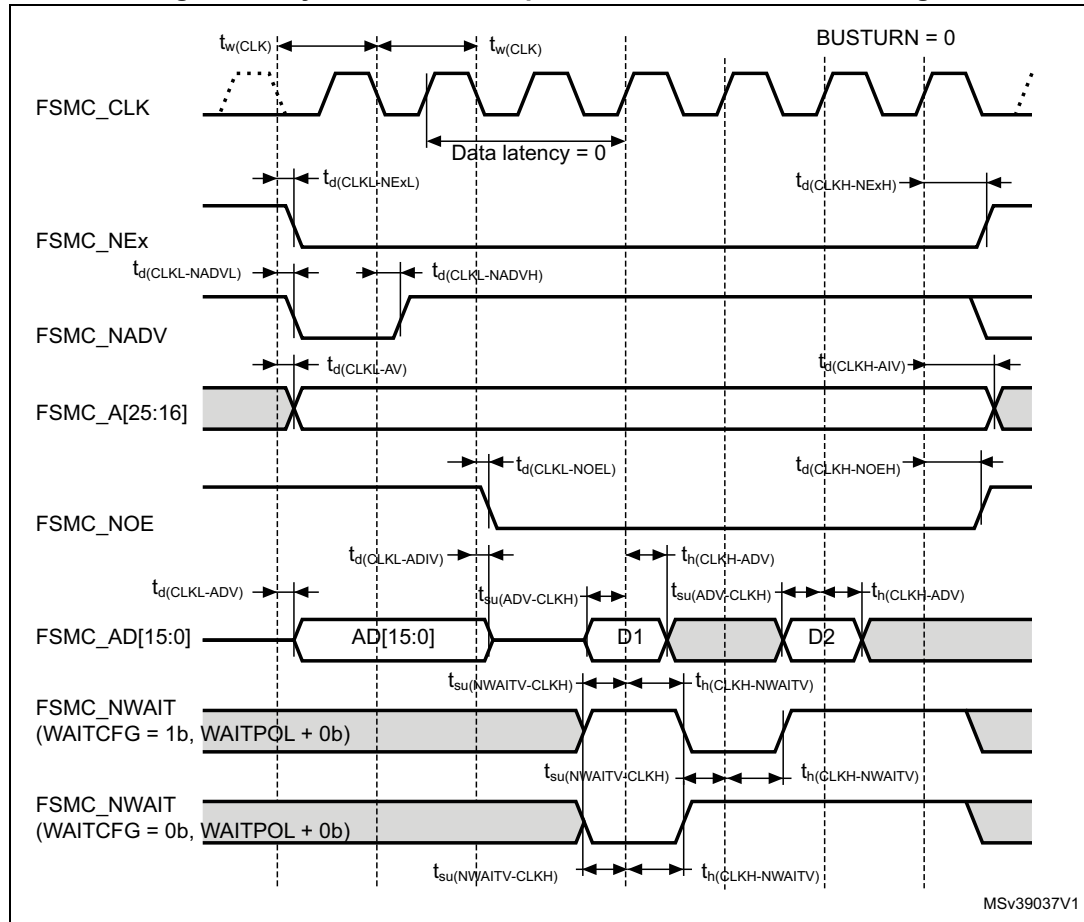 tw(CLK) tw(CLK) BUSTURN = 0
FSMC_CLK
Data latency = 0
td(CLKL-NExL) td(CLKH-NExH)
FSMC_NEx
td(CLKL-NADVL) td(CLKL-NADVH)
FSMC_NADV
td(CLKL-AV) td(CLKH-AIV)
FSMC_A[25:16]
td(CLKL-NOEL) td(CLKH-NOEH)
FSMC_NOE
td(CLKL-ADIV) th(CLKH-ADV)
td(CLKL-ADV) tsu(ADV-CLKH) tsu(ADV-CLKH) th(CLKH-ADV)
FSMC_AD[15:0] AD[15:0] D1 D2
tsu(NWAITV-CLKH) th(CLKH-NWAITV)
FSMC_NWAIT
(WAITCFG = 1b, WAITPOL + 0b)
tsu(NWAITV-CLKH) th(CLKH-NWAITV)
FSMC_NWAIT
(WAITCFG = 0b, WAITPOL + 0b)
tsu(NWAITV-CLKH) th(CLKH-NWAITV)
MSv39037V1